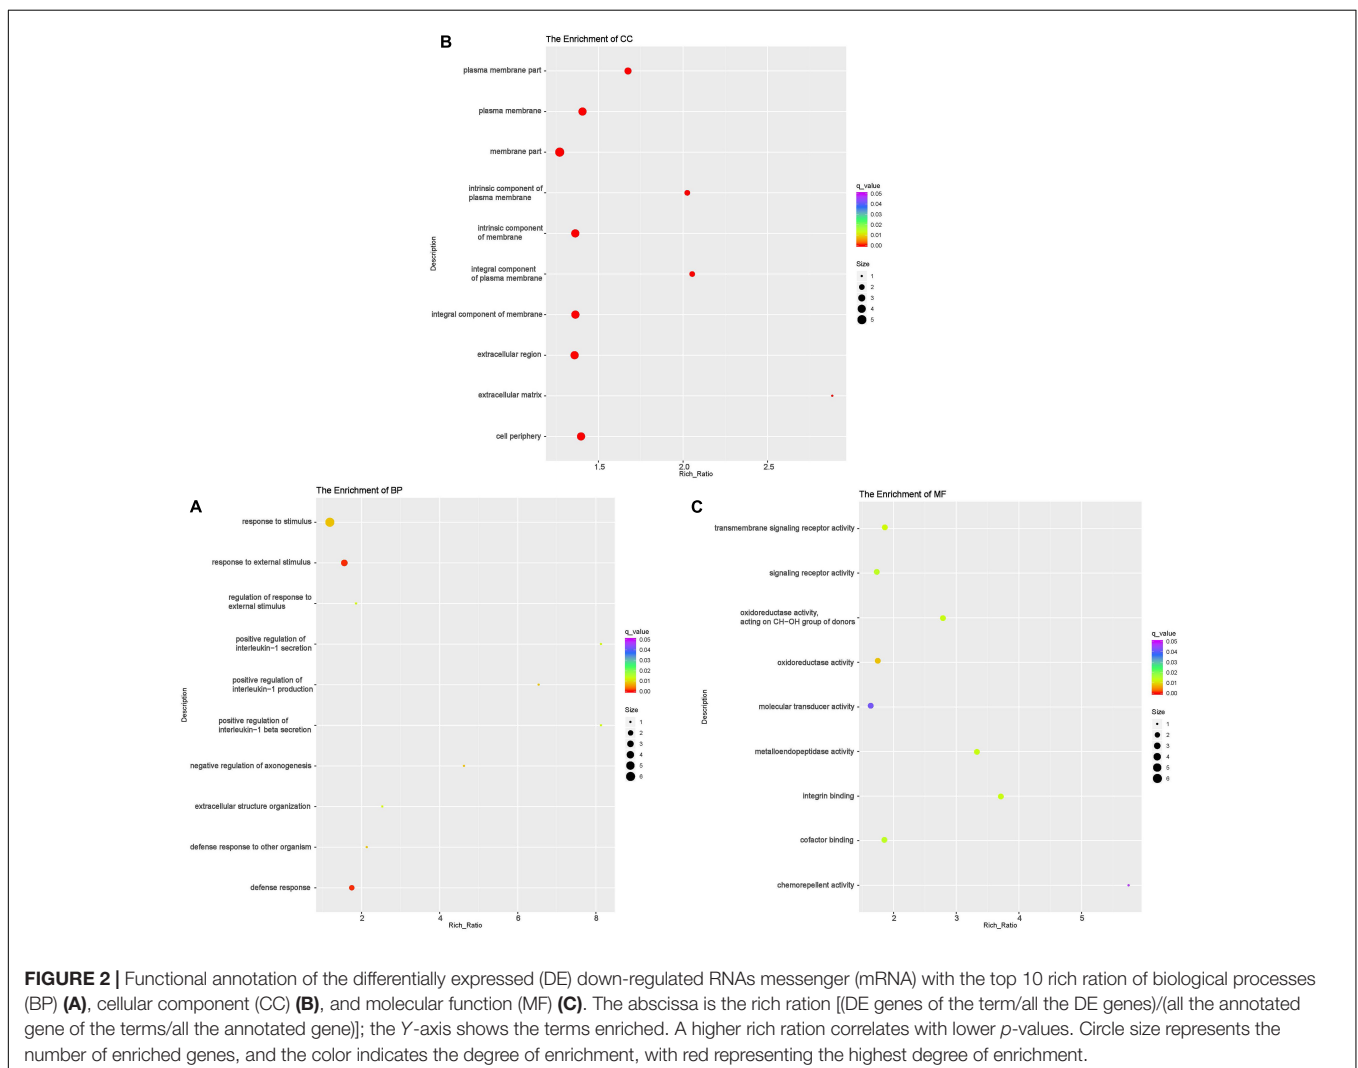 B
The Enrichment of CC
plasma membrane part
plasma membrane
membrane part
intrinsic component of
plasma membrane
intrinsic component
of membrane
integral component
of plasma membrane
integral component of membrane
extracellular region
extracellular matrix
cell periphery
Description
1.5
2.0
2.5
Rich_Ratio
q_value
0.05
0.04
0.03
0.02
0.01
0.00
Size
1
2
3
4
5
A
The Enrichment of BP
response to stimulus
response to external stimulus
regulation of response to
external stimulus
positive regulation of
interleukin−1 secretion
positive regulation of
interleukin−1 production
positive regulation of
interleukin−1 beta secretion
negative regulation of axonogenesis
extracellular structure organization
defense response to other organism
defense response
Description
2
4
6
8
Rich_Ratio
q_value
0.05
0.04
0.03
0.02
0.01
0.00
Size
1
2
3
4
5
6
C
The Enrichment of MF
transmembrane signaling receptor activity
signaling receptor activity
oxidoreductase activity,
acting on CH−OH group of donors
oxidoreductase activity
molecular transducer activity
metalloendopeptidase activity
integrin binding
cofactor binding
chemorepellent activity
Description
2
3
4
5
Rich_Ratio
q_value
0.05
0.04
0.03
0.02
0.01
0.00
Size
1
2
3
4
5
6
FIGURE 2 | Functional annotation of the differentially expressed (DE) down-regulated RNAs messenger (mRNA) with the top 10 rich ration of biological processes
(BP) (A), cellular component (CC) (B), and molecular function (MF) (C). The abscissa is the rich ration [(DE genes of the term/all the DE genes)/(all the annotated
gene of the terms/all the annotated gene)]; the Y-axis shows the terms enriched. A higher rich ration correlates with lower p-values. Circle size represents the
number of enriched genes, and the color indicates the degree of enrichment, with red representing the highest degree of enrichment.